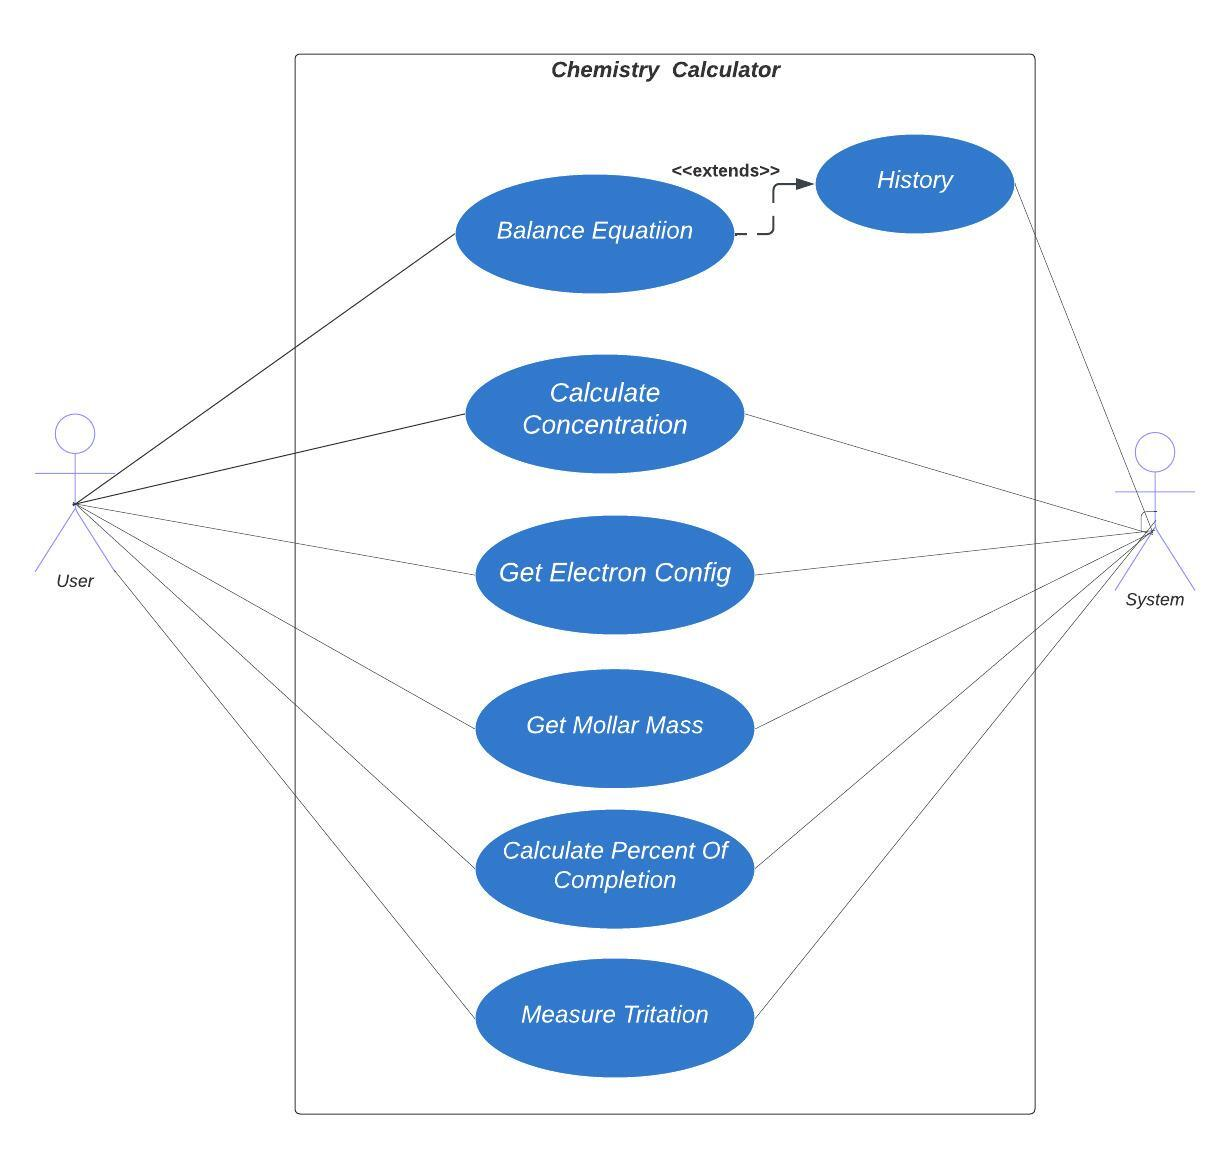 Chemistry  Calculator
<<extends>>
History
Balance Equatiion
Calculate
Concentration
Get Electron Config
User
System
Get Mollar Mass
Calculate Percent Of
Completion
Measure Tritation